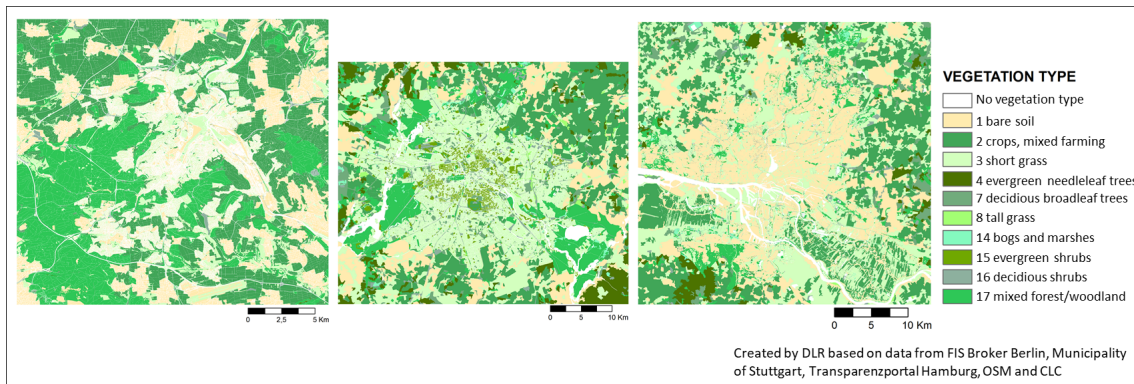 VEGETATION TYPE
No vegetation type
1 bare soil
2 crops, mixed farming
3 short grass
4 evergreen needleleaf trees
7 decidious broadleaf trees
8 tall grass
14 bogs and marshes
15 evergreen shrubs
16 decidious shrubs
17 mixed forest/woodland
0 2,5 5 Km
0 5 10 Km
0 5 10 Km
Created by DLR based on data from FIS Broker Berlin, Municipality
of Stuttgart, Transparenzportal Hamburg, OSM and CLC